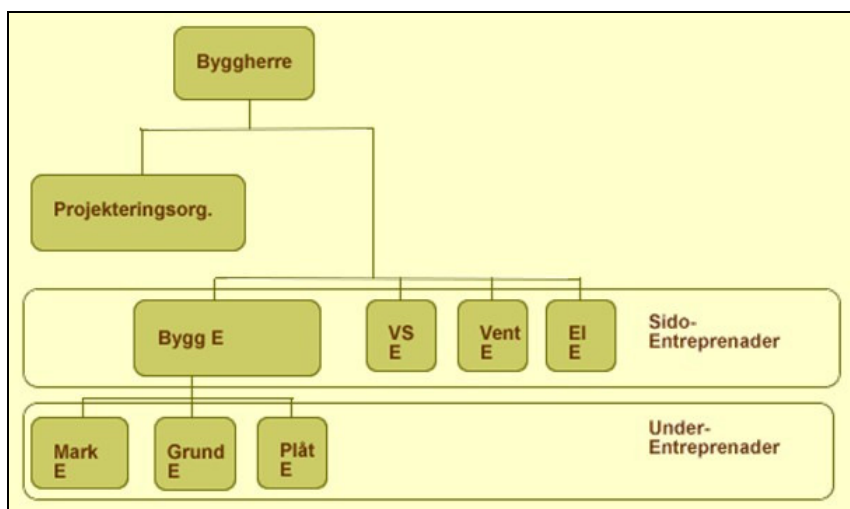 Byggherre
Projekteringsorg.
Bygg E
VS
E
Vent
E
El
E
Sido-
Entreprenader
Mark
E
Grund
E
Plåt
E
Under-
Entreprenader